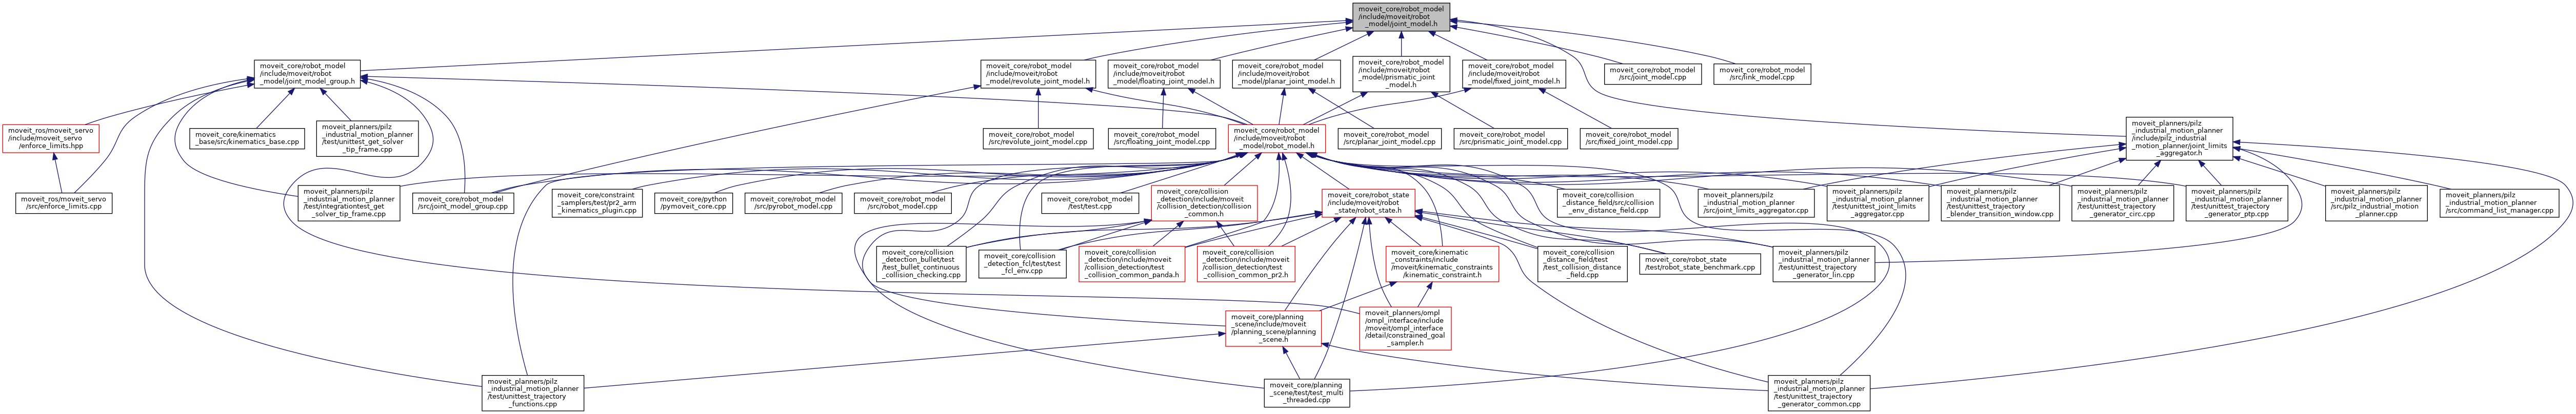 moveit_core/robot_model
/include/moveit/robot
_model/joint_model.h
moveit_core/robot_model
/include/moveit/robot
_model/joint_model_group.h
moveit_core/robot_model
/include/moveit/robot
_model/revolute_joint_model.h
moveit_core/robot_model
/include/moveit/robot
_model/floating_joint_model.h
moveit_core/robot_model
/include/moveit/robot
_model/planar_joint_model.h
moveit_core/robot_model
/include/moveit/robot
_model/prismatic_joint
_model.h
moveit_core/robot_model
/include/moveit/robot
_model/fixed_joint_model.h
moveit_core/robot_model
/src/joint_model.cpp
moveit_core/robot_model
/src/link_model.cpp
moveit_ros/moveit_servo
/include/moveit_servo
/enforce_limits.hpp
moveit_core/kinematics
_base/src/kinematics_base.cpp
moveit_planners/pilz
_industrial_motion_planner
/test/unittest_get_solver
_tip_frame.cpp
moveit_core/robot_model
/src/revolute_joint_model.cpp
moveit_core/robot_model
/src/floating_joint_model.cpp
moveit_core/robot_model
/include/moveit/robot
_model/robot_model.h
moveit_core/robot_model
/src/planar_joint_model.cpp
moveit_core/robot_model
/src/prismatic_joint_model.cpp
moveit_core/robot_model
/src/fixed_joint_model.cpp
moveit_planners/pilz
_industrial_motion_planner
/include/pilz_industrial
_motion_planner/joint_limits
_aggregator.h
moveit_ros/moveit_servo
/src/enforce_limits.cpp
moveit_planners/pilz
_industrial_motion_planner
/test/integrationtest_get
_solver_tip_frame.cpp
moveit_core/robot_model
/src/joint_model_group.cpp
moveit_core/constraint
_samplers/test/pr2_arm
_kinematics_plugin.cpp
moveit_core/python
/pymoveit_core.cpp
moveit_core/robot_model
/src/pyrobot_model.cpp
moveit_core/robot_model
/src/robot_model.cpp
moveit_core/robot_model
/test/test.cpp
moveit_core/collision
_detection/include/moveit
/collision_detection/collision
_common.h
moveit_core/robot_state
/include/moveit/robot
_state/robot_state.h
moveit_core/collision
_distance_field/src/collision
_env_distance_field.cpp
moveit_planners/pilz
_industrial_motion_planner
/src/joint_limits_aggregator.cpp
moveit_planners/pilz
_industrial_motion_planner
/test/unittest_joint_limits
_aggregator.cpp
moveit_planners/pilz
_industrial_motion_planner
/test/unittest_trajectory
_blender_transition_window.cpp
moveit_planners/pilz
_industrial_motion_planner
/test/unittest_trajectory
_generator_circ.cpp
moveit_planners/pilz
_industrial_motion_planner
/test/unittest_trajectory
_generator_ptp.cpp
moveit_planners/pilz
_industrial_motion_planner
/src/pilz_industrial_motion
_planner.cpp
moveit_planners/pilz
_industrial_motion_planner
/src/command_list_manager.cpp
moveit_core/collision
_detection_bullet/test
/test_bullet_continuous
_collision_checking.cpp
moveit_core/collision
_detection_fcl/test/test
_fcl_env.cpp
moveit_core/collision
_detection/include/moveit
/collision_detection/test
_collision_common_panda.h
moveit_core/collision
_detection/include/moveit
/collision_detection/test
_collision_common_pr2.h
moveit_core/kinematic
_constraints/include
/moveit/kinematic_constraints
/kinematic_constraint.h
moveit_core/collision
_distance_field/test
/test_collision_distance
_field.cpp
moveit_core/robot_state
/test/robot_state_benchmark.cpp
moveit_planners/pilz
_industrial_motion_planner
/test/unittest_trajectory
_generator_lin.cpp
moveit_core/planning
_scene/include/moveit
/planning_scene/planning
_scene.h
moveit_planners/ompl
/ompl_interface/include
/moveit/ompl_interface
/detail/constrained_goal
_sampler.h
moveit_planners/pilz
_industrial_motion_planner
/test/unittest_trajectory
_functions.cpp
moveit_core/planning
_scene/test/test_multi
_threaded.cpp
moveit_planners/pilz
_industrial_motion_planner
/test/unittest_trajectory
_generator_common.cpp